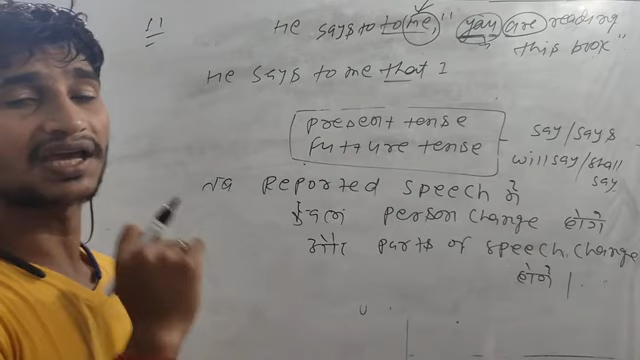 !! He says to to me, " you are reading
this book"
He says to me that I
present tense
future tense
say/says
will say/shall
say
तब Reported speech में
केवल person change होगा
और parts of speech change
होगें |